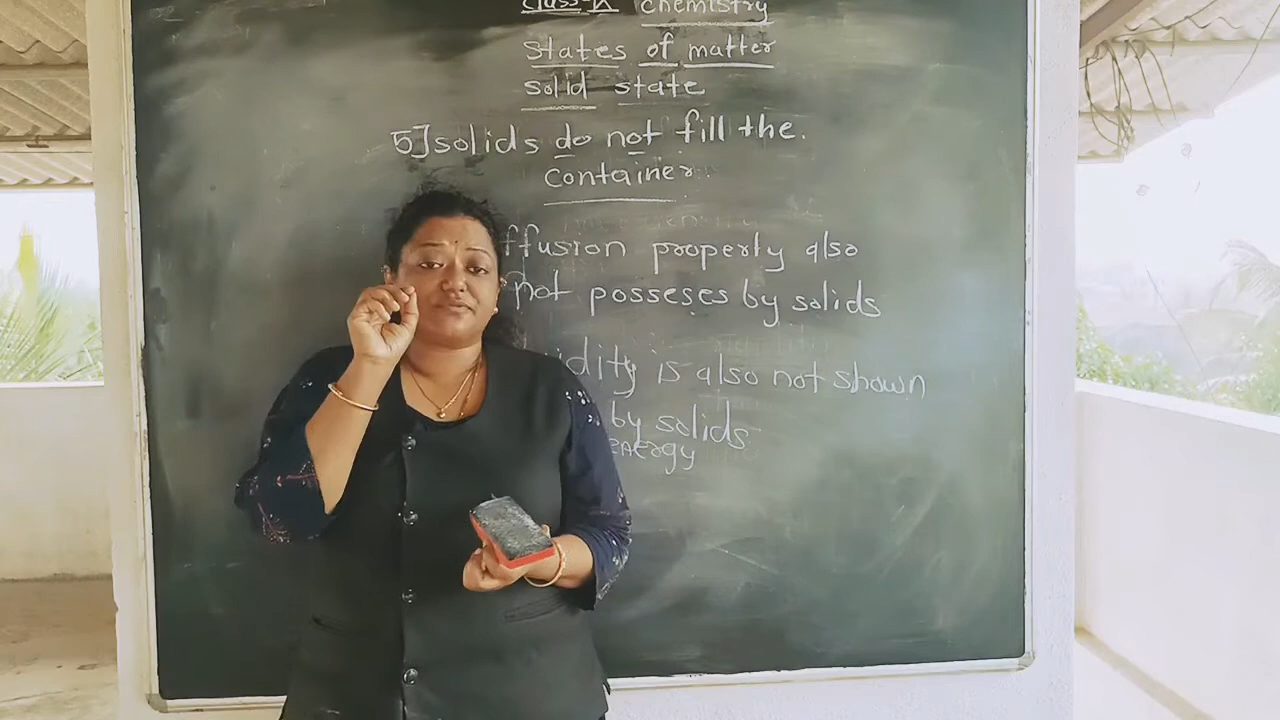 chemistry
states of matter
solid state
5] solids do not fill the.
container
ffusion property also
not posseses by solids
idity is also not shown
by solids
energy